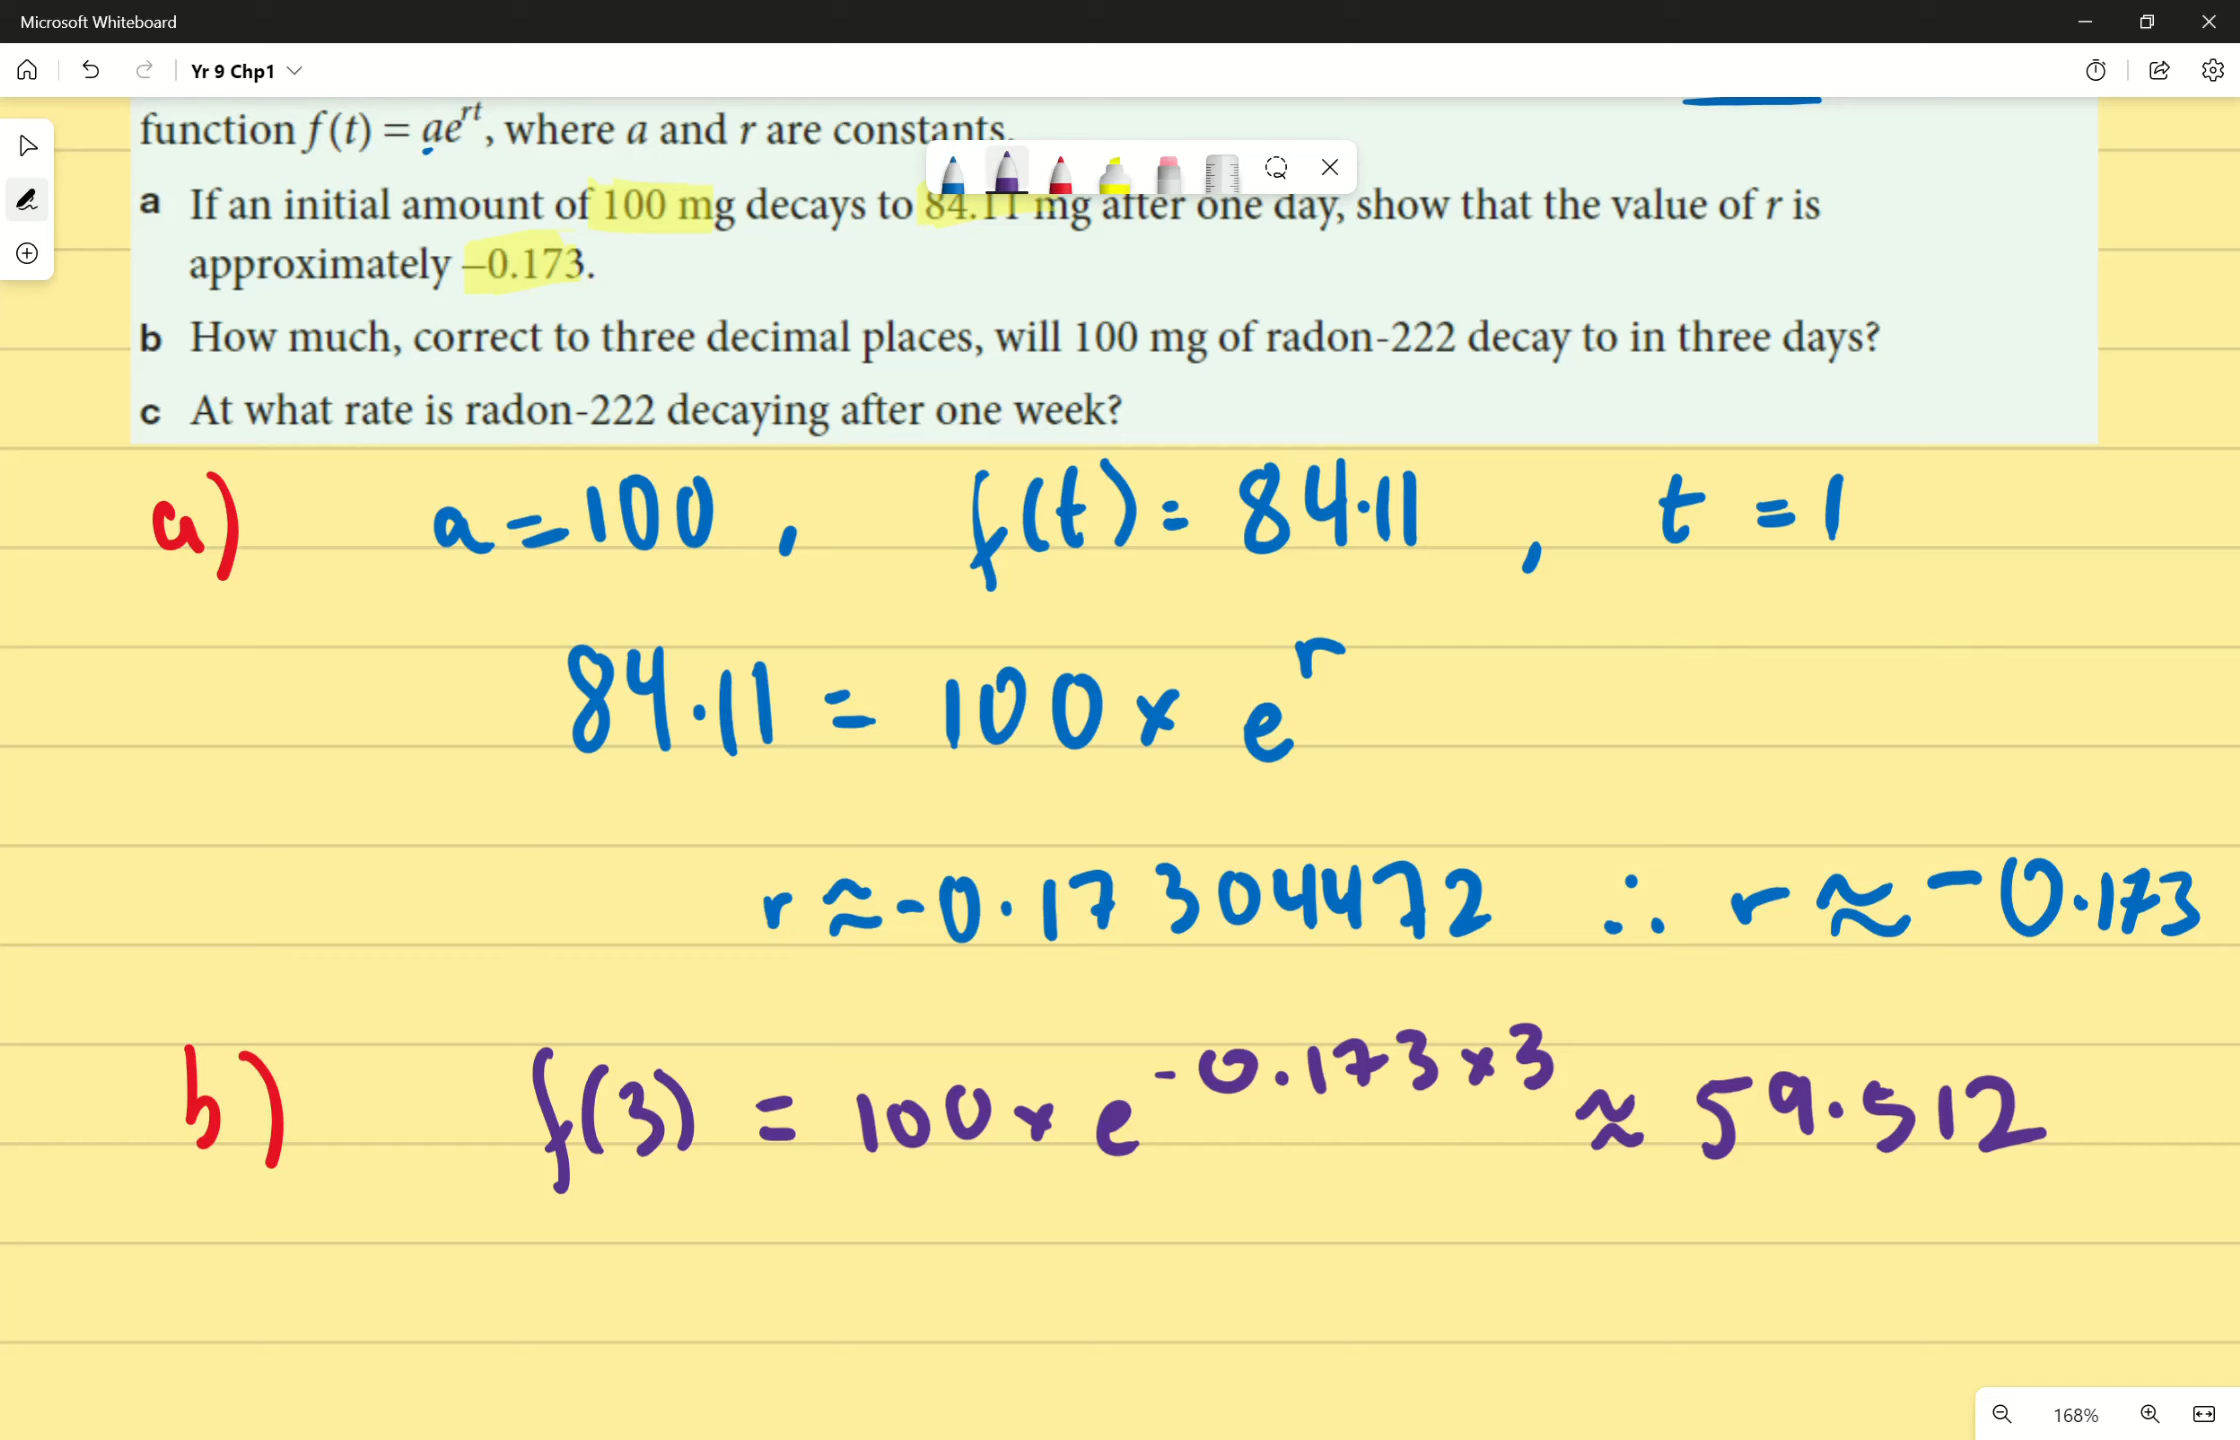 Microsoft Whiteboard
Yr 9 Chp1
function f(t) = ae^{rt}, where a and r are constants.
a If an initial amount of 100 mg decays to 84.11 mg after one day, show that the value of r is
approximately –0.173.
b How much, correct to three decimal places, will 100 mg of radon-222 decay to in three days?
c At what rate is radon-222 decaying after one week?
a) a = 100 , f(t) = 84.11 , t = 1
84.11 = 100 × e^r
r ≈ -0.17304472 ∴ r ≈ -0.173
b) f(3) = 100 × e^{-0.173×3} ≈ 59.512
168%